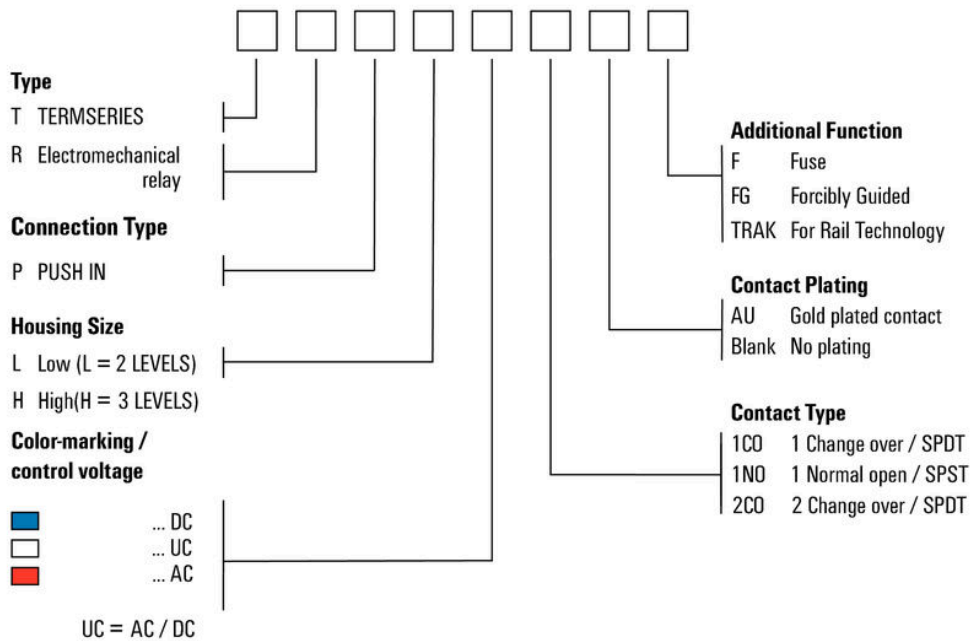 Type
T TERMSERIES
R Electromechanical
relay
Connection Type
P PUSH IN
Housing Size
L Low (L = 2 LEVELS)
H High(H = 3 LEVELS)
Color-marking /
control voltage
... DC
... UC
... AC
UC = AC / DC
Additional Function
F Fuse
FG Forcibly Guided
TRAK For Rail Technology
Contact Plating
AU Gold plated contact
Blank No plating
Contact Type
1CO 1 Change over / SPDT
1NO 1 Normal open / SPST
2CO 2 Change over / SPDT